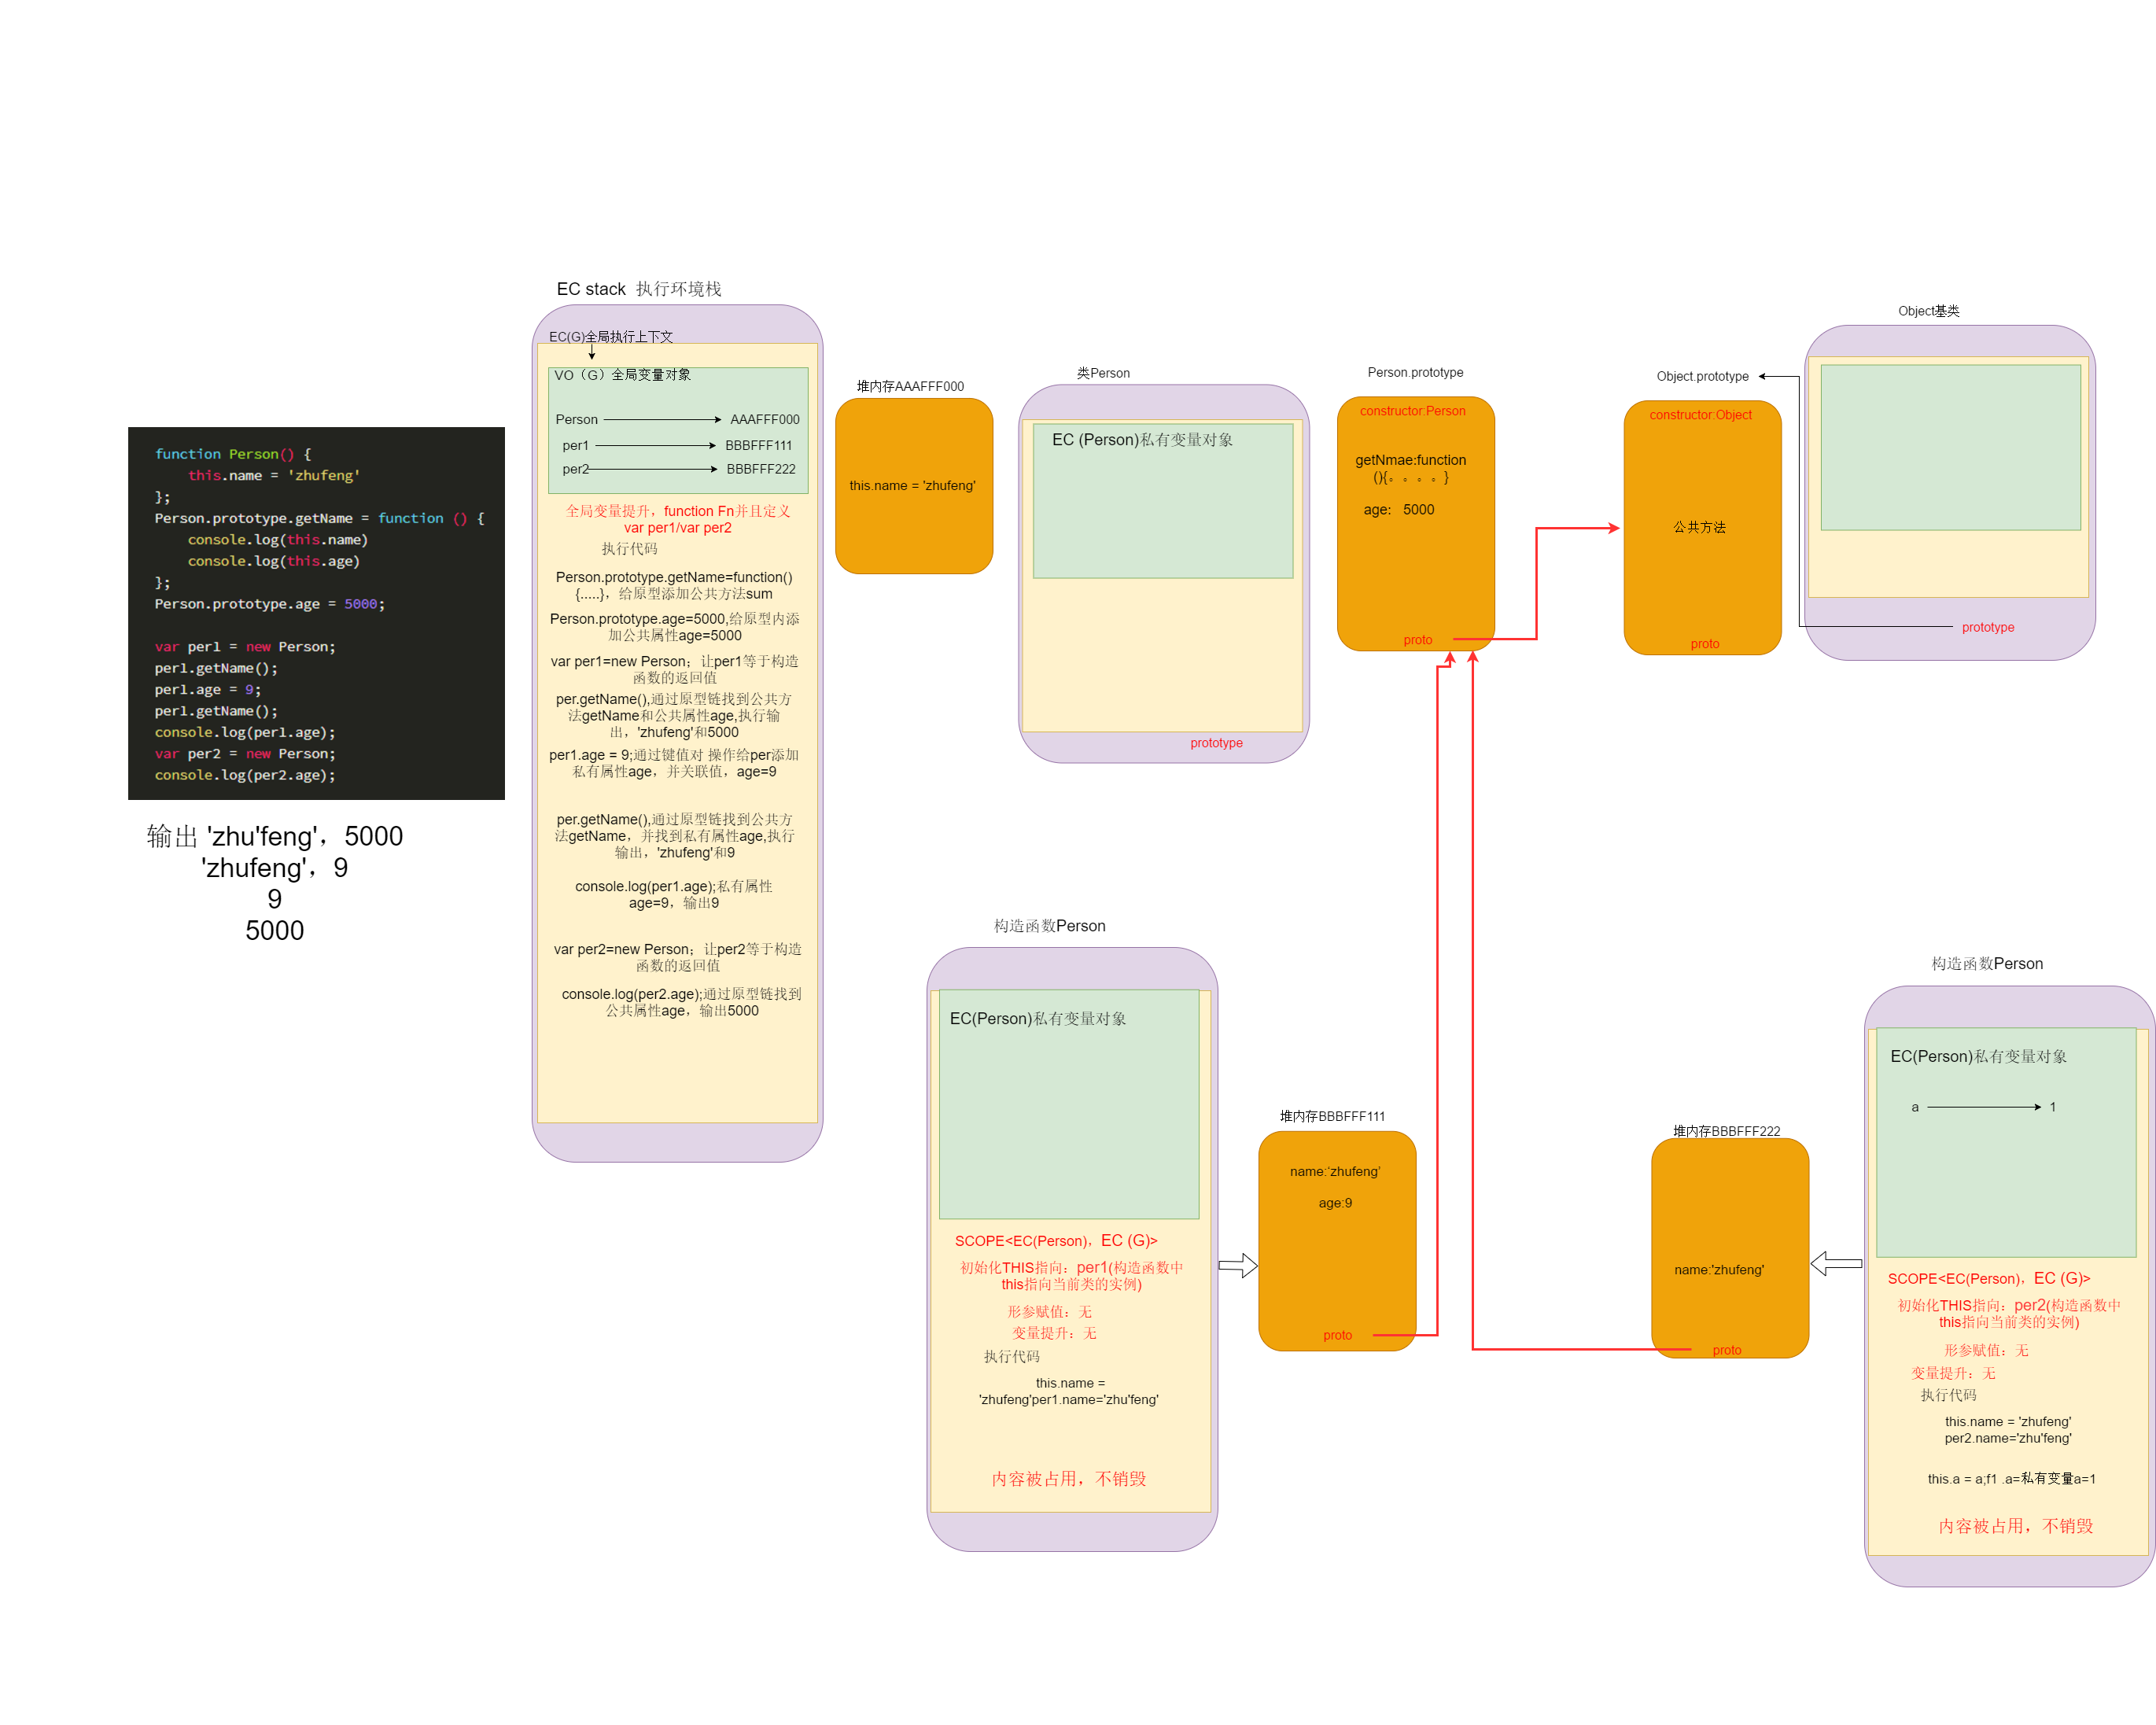 function Person() {
this.name = 'zhufeng'
};
Person.prototype.getName = function () {
console.log(this.name)
console.log(this.age)
};
Person.prototype.age = 5000;
var per1 = new Person;
per1.getName();
per1.age = 9;
per1.getName();
console.log(per1.age);
var per2 = new Person;
console.log(per2.age);
输出 'zhu'feng'，5000
'zhufeng'，9
9
5000
EC stack 执行环境栈
EC(G)全局执行上下文
VO（G）全局变量对象
Person AAAFFF000
per1 BBBFFF111
per2 BBBFFF222
全局变量提升，function Fn并且定义
var per1/var per2
执行代码
Person.prototype.getName=function()
{.....}，给原型添加公共方法sum
Person.prototype.age=5000,给原型内添
加公共属性age=5000
var per1=new Person；让per1等于构造
函数的返回值
per.getName(),通过原型链找到公共方
法getName和公共属性age,执行输
出，'zhufeng'和5000
per1.age = 9;通过键值对 操作给per添加
私有属性age，并关联值，age=9
per.getName(),通过原型链找到公共方
法getName，并找到私有属性age,执行
输出，'zhufeng'和9
console.log(per1.age);私有属性
age=9，输出9
var per2=new Person；让per2等于构造
函数的返回值
console.log(per2.age);通过原型链找到
公共属性age，输出5000
堆内存AAAFFF000
this.name = 'zhufeng'
类Person
EC (Person)私有变量对象
prototype
Person.prototype
constructor:Person
getNmae:function
(){。。。。}
age: 5000
proto
Object.prototype
constructor:Object
公共方法
proto
Object基类
prototype
构造函数Person
EC(Person)私有变量对象
SCOPE<EC(Person)，EC (G)>
初始化THIS指向：per1(构造函数中
this指向当前类的实例)
形参赋值：无
变量提升：无
执行代码
this.name =
'zhufeng'per1.name='zhu'feng'
内容被占用，不销毁
堆内存BBBFFF111
name:'zhufeng'
age:9
proto
堆内存BBBFFF222
name:'zhufeng'
proto
构造函数Person
EC(Person)私有变量对象
a 1
SCOPE<EC(Person)，EC (G)>
初始化THIS指向：per2(构造函数中
this指向当前类的实例)
形参赋值：无
变量提升：无
执行代码
this.name = 'zhufeng'
per2.name='zhu'feng'
this.a = a;f1 .a=私有变量a=1
内容被占用，不销毁